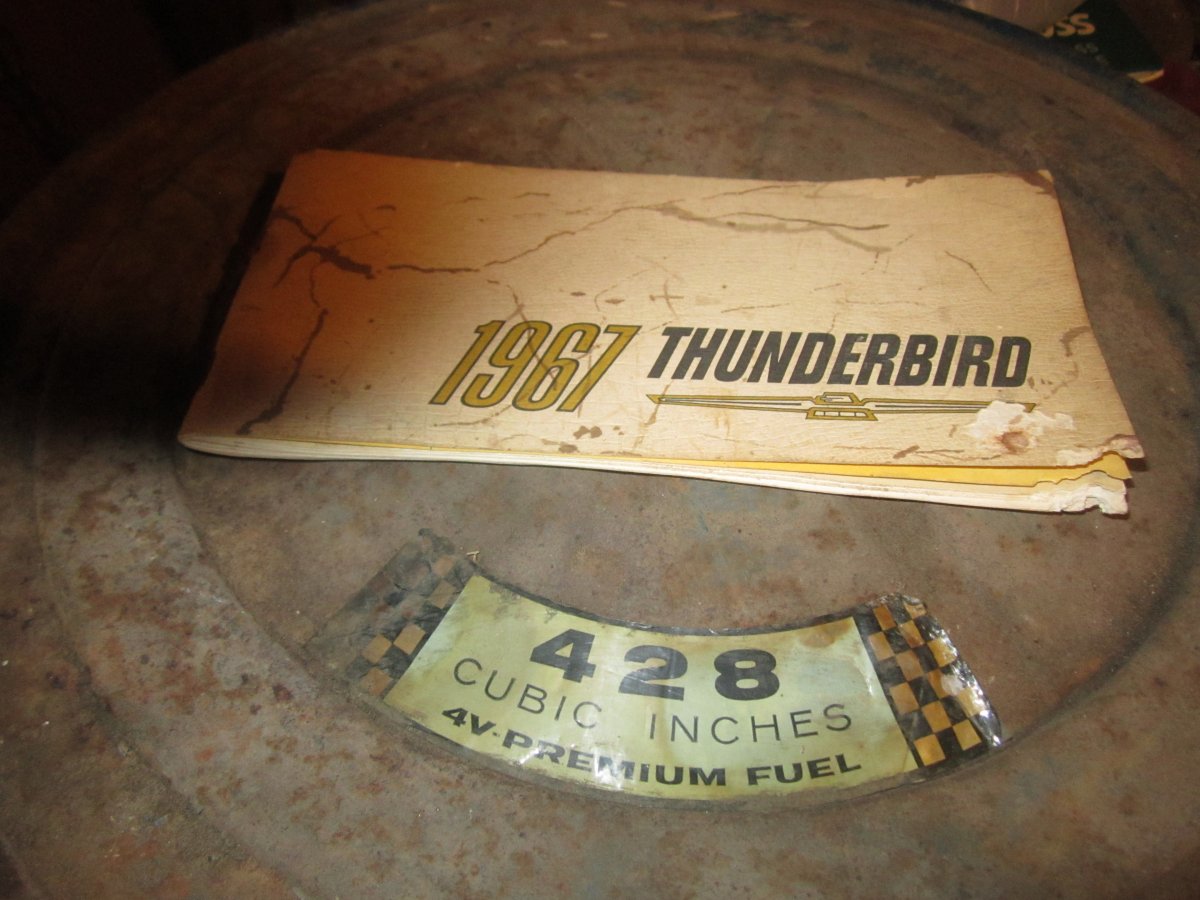 1967 THUNDERBIRD
428
CUBIC INCHES
4V-PREMIUM FUEL